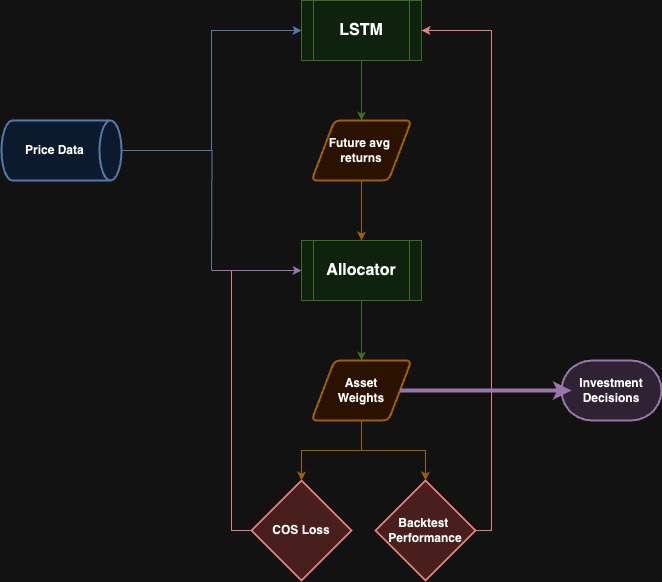 LSTM
Price Data
Future avg
returns
Allocator
Asset
Weights
Investment
Decisions
COS Loss
Backtest
Performance